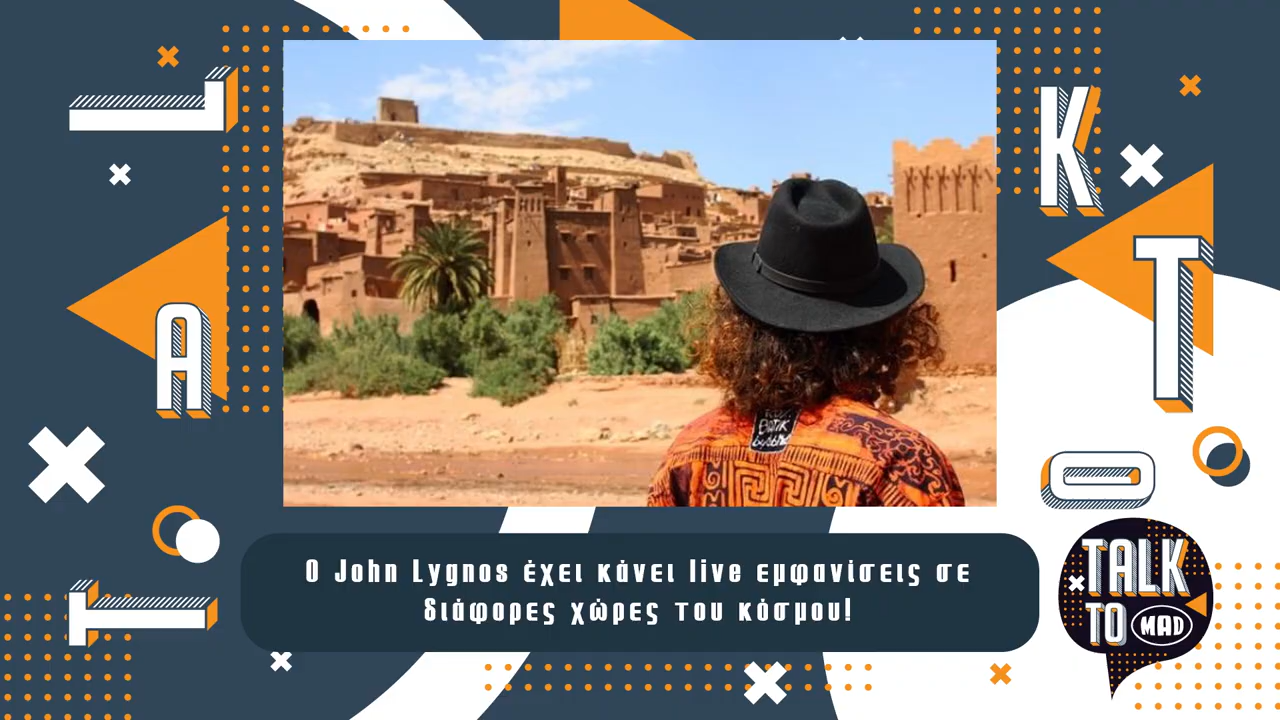 T A L K
T O
Ο John Lygnos έχει κάνει live εμφανίσεις σε
διάφορες χώρες του κόσμου!
TALK
TO MAD